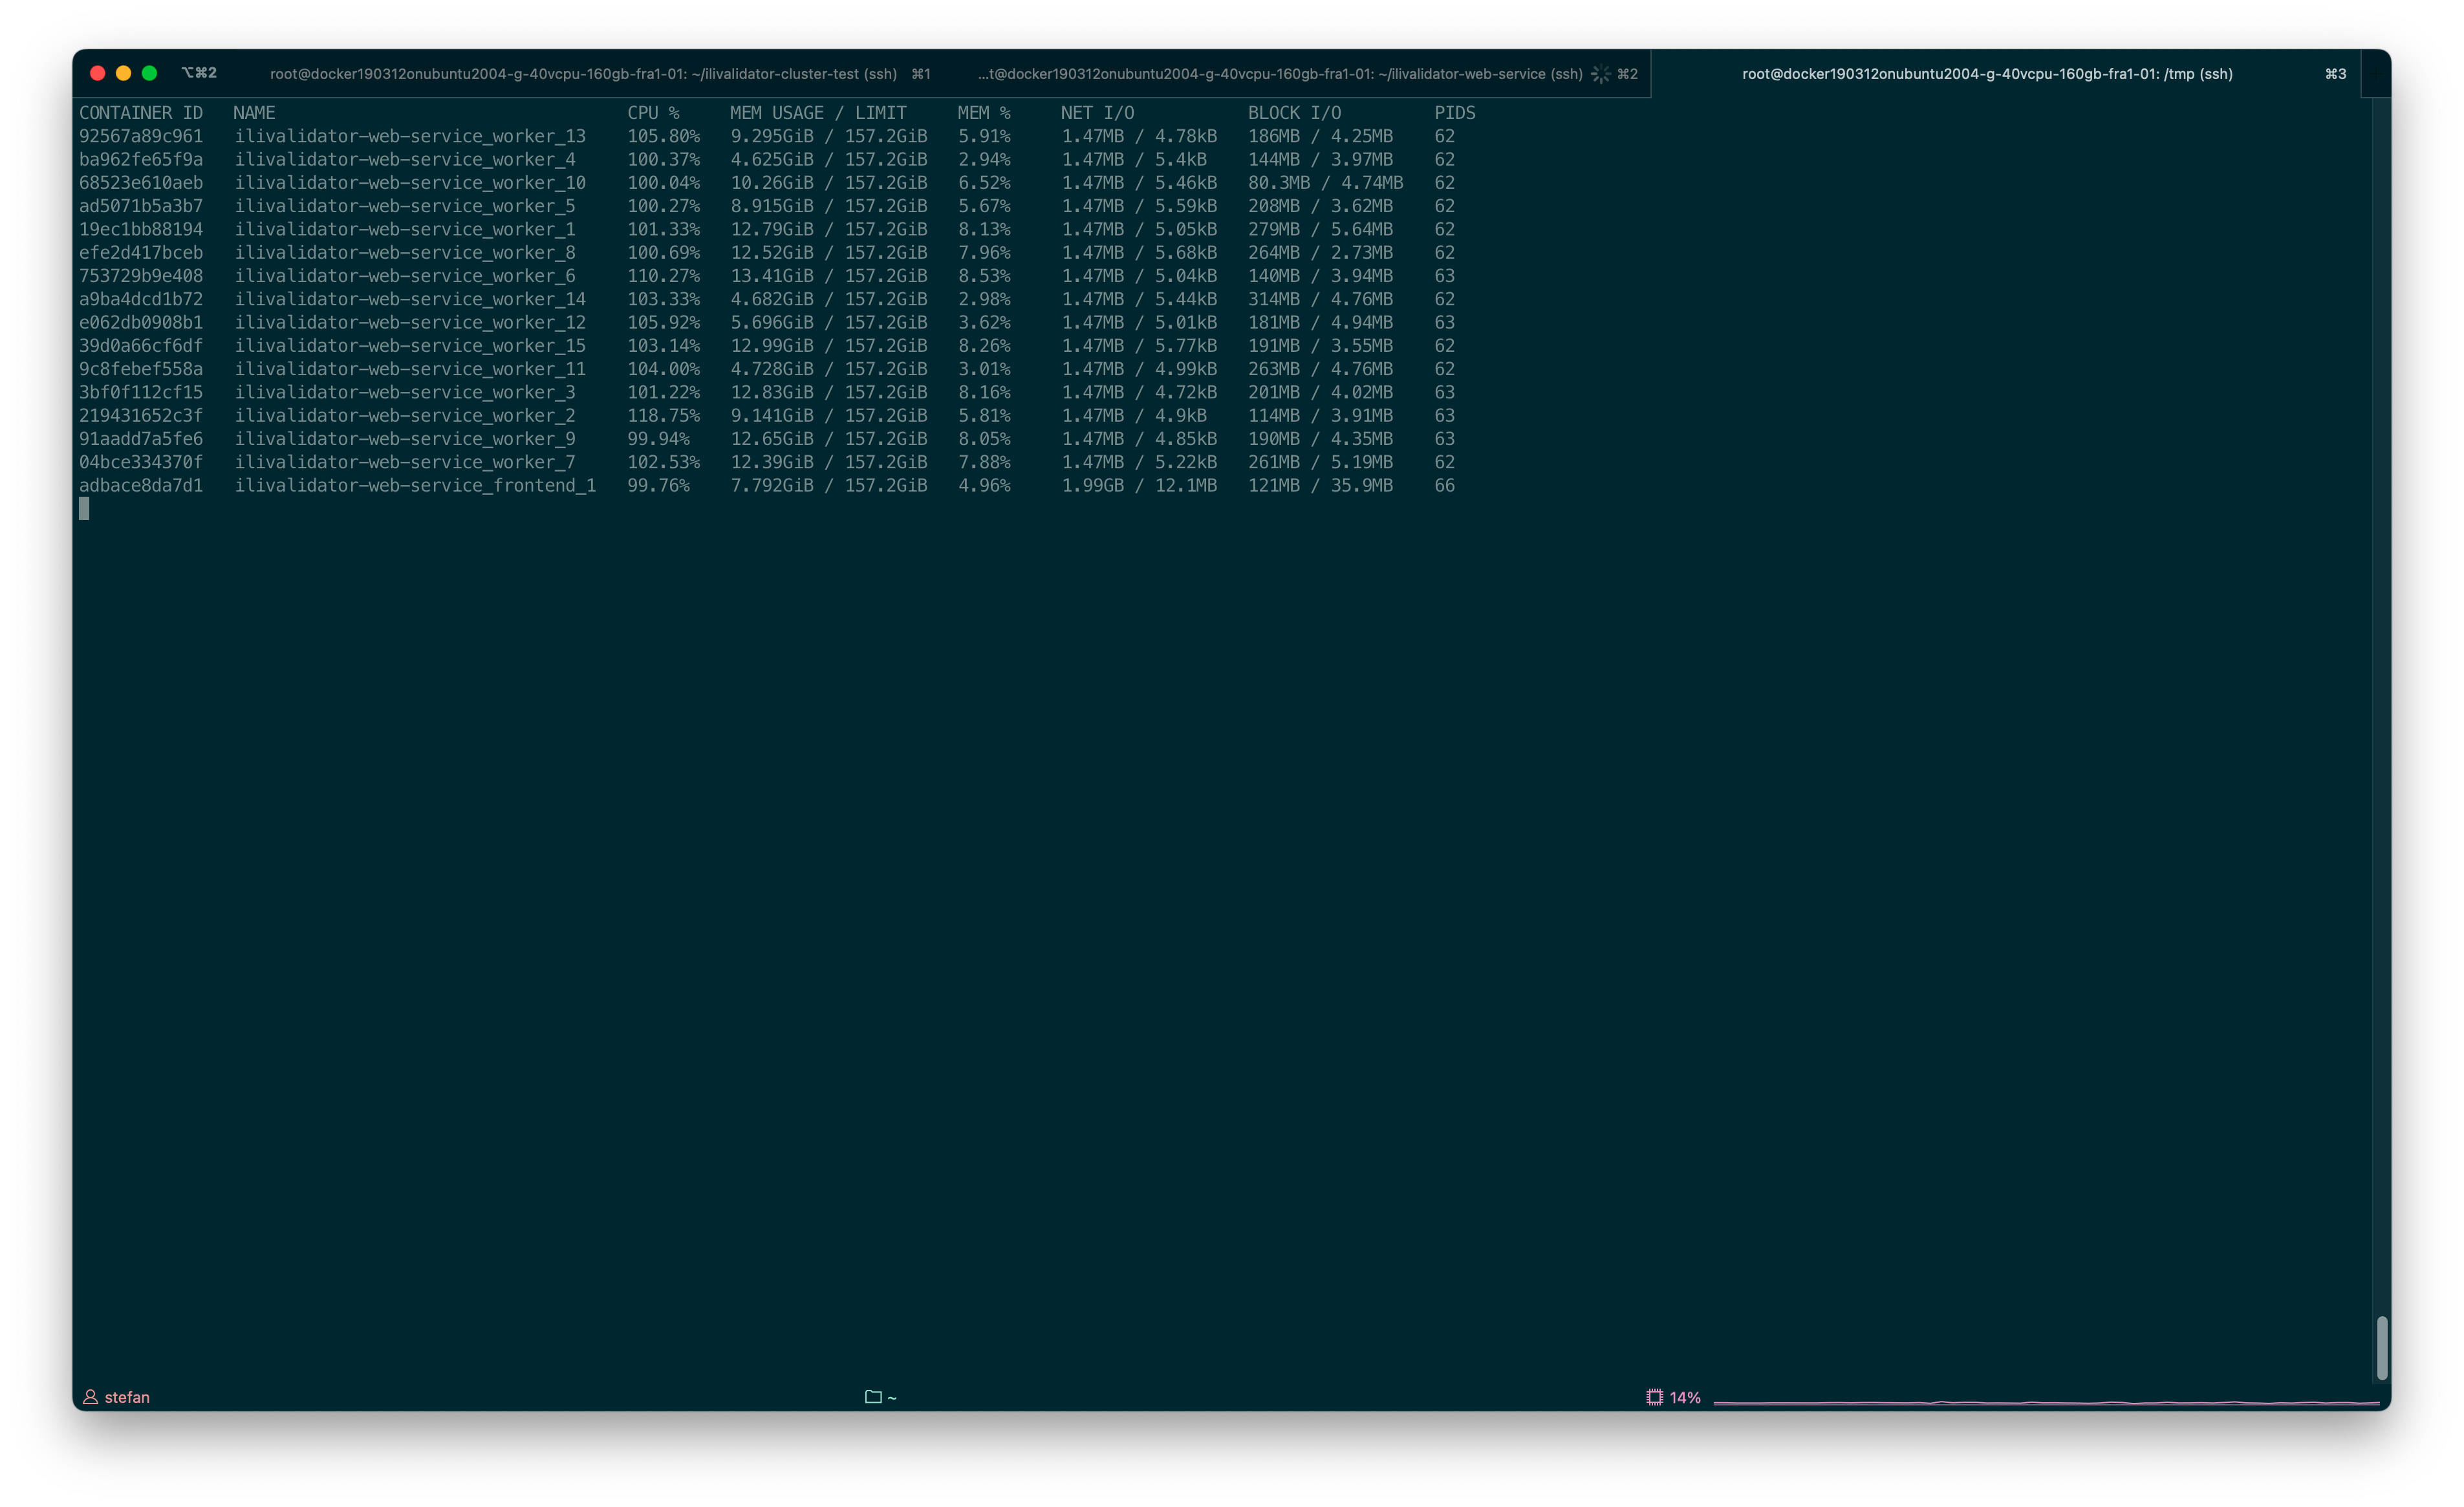 ⌥⌘2 root@docker190312onubuntu2004-g-40vcpu-160gb-fra1-01: ~/ilivalidator-cluster-test (ssh) ⌘1 ...t@docker190312onubuntu2004-g-40vcpu-160gb-fra1-01: ~/ilivalidator-web-service (ssh) ⌘2 root@docker190312onubuntu2004-g-40vcpu-160gb-fra1-01: /tmp (ssh) ⌘3
CONTAINER ID NAME CPU % MEM USAGE / LIMIT MEM % NET I/O BLOCK I/O PIDS
92567a89c961 ilivalidator-web-service_worker_13 105.80% 9.295GiB / 157.2GiB 5.91% 1.47MB / 4.78kB 186MB / 4.25MB 62
ba962fe65f9a ilivalidator-web-service_worker_4 100.37% 4.625GiB / 157.2GiB 2.94% 1.47MB / 5.4kB 144MB / 3.97MB 62
68523e610aeb ilivalidator-web-service_worker_10 100.04% 10.26GiB / 157.2GiB 6.52% 1.47MB / 5.46kB 80.3MB / 4.74MB 62
ad5071b5a3b7 ilivalidator-web-service_worker_5 100.27% 8.915GiB / 157.2GiB 5.67% 1.47MB / 5.59kB 208MB / 3.62MB 62
19ec1bb88194 ilivalidator-web-service_worker_1 101.33% 12.79GiB / 157.2GiB 8.13% 1.47MB / 5.05kB 279MB / 5.64MB 62
efe2d417bceb ilivalidator-web-service_worker_8 100.69% 12.52GiB / 157.2GiB 7.96% 1.47MB / 5.68kB 264MB / 2.73MB 62
753729b9e408 ilivalidator-web-service_worker_6 110.27% 13.41GiB / 157.2GiB 8.53% 1.47MB / 5.04kB 140MB / 3.94MB 63
a9ba4dcd1b72 ilivalidator-web-service_worker_14 103.33% 4.682GiB / 157.2GiB 2.98% 1.47MB / 5.44kB 314MB / 4.76MB 62
e062db0908b1 ilivalidator-web-service_worker_12 105.92% 5.696GiB / 157.2GiB 3.62% 1.47MB / 5.01kB 181MB / 4.94MB 63
39d0a66cf6df ilivalidator-web-service_worker_15 103.14% 12.99GiB / 157.2GiB 8.26% 1.47MB / 5.77kB 191MB / 3.55MB 62
9c8febef558a ilivalidator-web-service_worker_11 104.00% 4.728GiB / 157.2GiB 3.01% 1.47MB / 4.99kB 263MB / 4.76MB 62
3bf0f112cf15 ilivalidator-web-service_worker_3 101.22% 12.83GiB / 157.2GiB 8.16% 1.47MB / 4.72kB 201MB / 4.02MB 63
219431652c3f ilivalidator-web-service_worker_2 118.75% 9.141GiB / 157.2GiB 5.81% 1.47MB / 4.9kB 114MB / 3.91MB 63
91aadd7a5fe6 ilivalidator-web-service_worker_9 99.94% 12.65GiB / 157.2GiB 8.05% 1.47MB / 4.85kB 190MB / 4.35MB 63
04bce334370f ilivalidator-web-service_worker_7 102.53% 12.39GiB / 157.2GiB 7.88% 1.47MB / 5.22kB 261MB / 5.19MB 62
adbace8da7d1 ilivalidator-web-service_frontend_1 99.76% 7.792GiB / 157.2GiB 4.96% 1.99GB / 12.1MB 121MB / 35.9MB 66
stefan ~ 14%